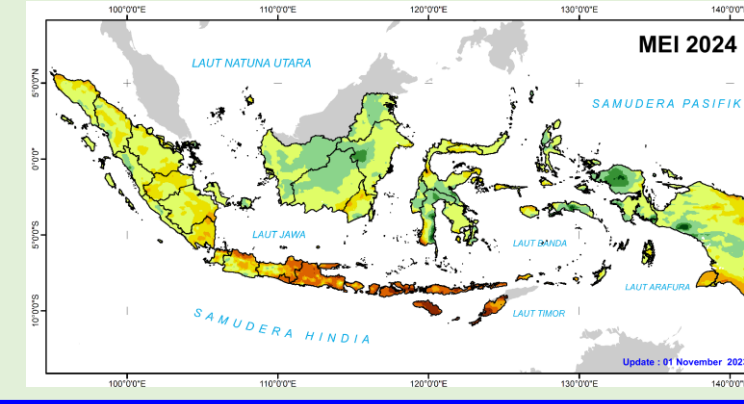 100°0'0"E 110°0'0"E 120°0'0"E 130°0'0"E 140°0'0"
MEI 2024
LAUT NATUNA UTARA
5°0'0"N
SAMUDERA PASIFIK
0°0'0"
LAUT JAWA
LAUT BANDA
5°0'0"S
LAUT ARAFURA
SAMUDERA HINDIA
LAUT TIMOR
10°0'0"S
Update : 01 November 202
100°0'0"E 110°0'0"E 120°0'0"E 130°0'0"E 140°0'0"